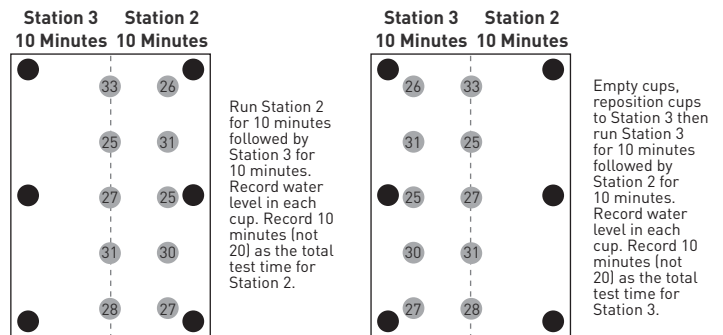 Station 3 Station 2
10 Minutes 10 Minutes
33 26
25 31
27 25
31 30
28 27
Run Station 2
for 10 minutes
followed by
Station 3 for
10 minutes.
Record water
level in each
cup. Record 10
minutes (not
20) as the total
test time for
Station 2.
Station 3 Station 2
10 Minutes 10 Minutes
26 33
31 25
25 27
30 31
27 28
Empty cups,
reposition cups
to Station 3 then
run Station 3
for 10 minutes
followed by
Station 2 for
10 minutes.
Record water
level in each
cup. Record 10
minutes (not
20) as the total
test time for
Station 3.